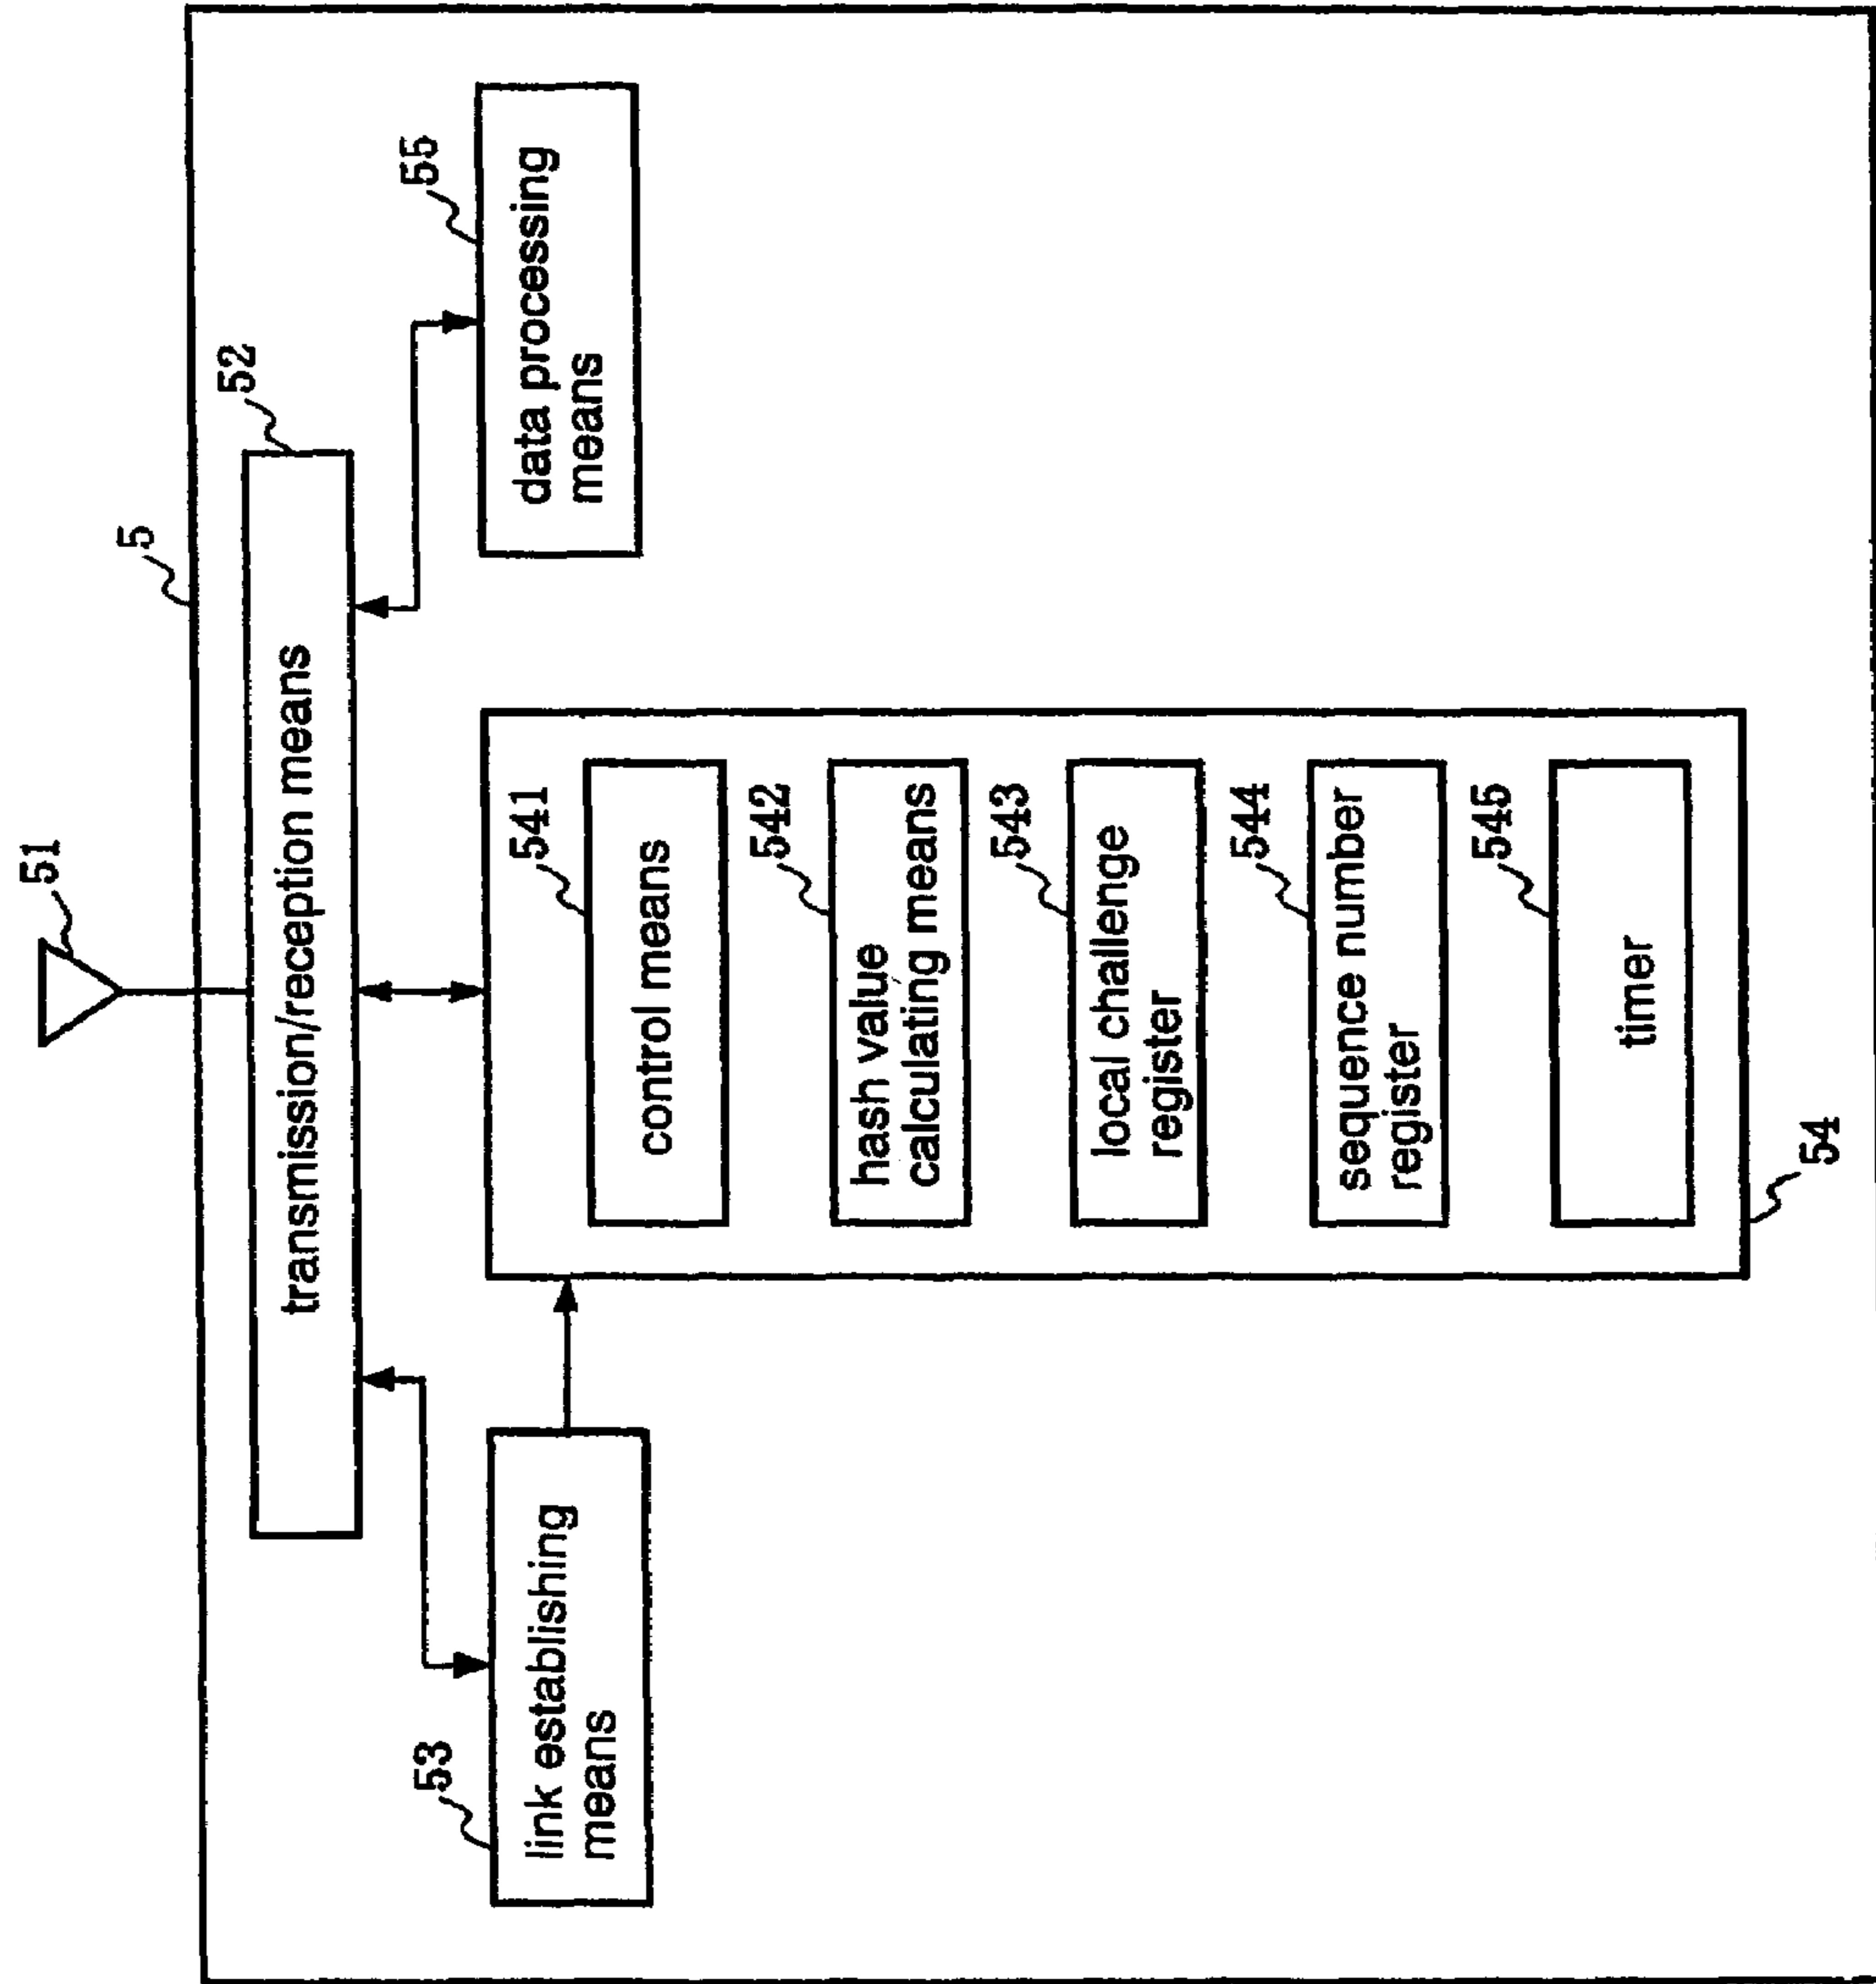 51
5
52
transmission/reception means
53
link establishing
means
541
control means
542
hash value
calculating means
543
local challenge
register
544
sequence number
register
545
timer
54
55
data processing
means